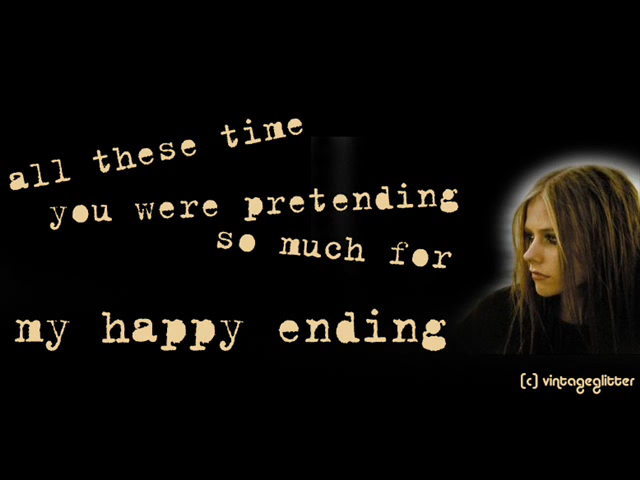 all these time
you were pretending
so much for
my happy ending
(c) vintageglitter